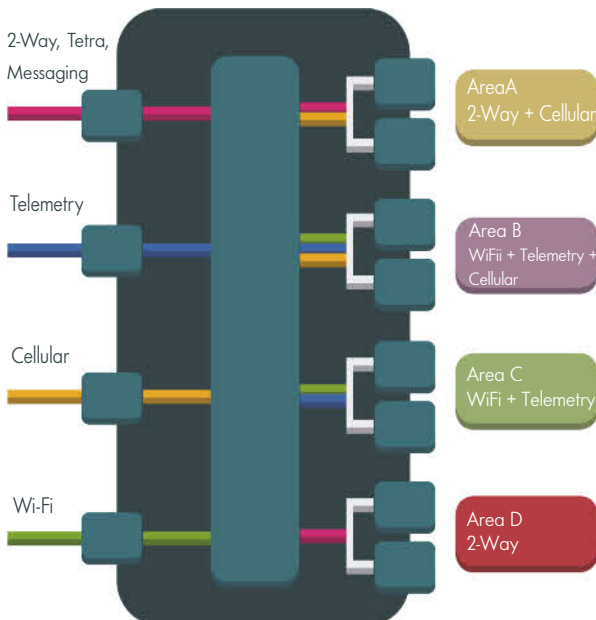 2-Way, Tetra,
Messaging
Telemetry
Cellular
Wi-Fi
AreaA
2-Way + Cellular
Area B
WiFii + Telemetry +
Cellular
Area C
WiFi + Telemetry
Area D
2-Way